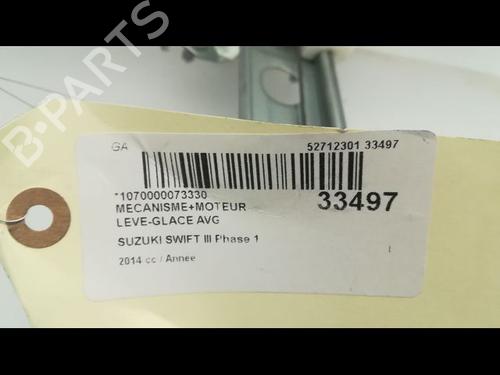 B-PARTS
GA 52712301 33497
*1070000073330
MECANISME+MOTEUR 33497
LEVE-GLACE AVG
SUZUKI SWIFT III Phase 1
2014 cc / Annee